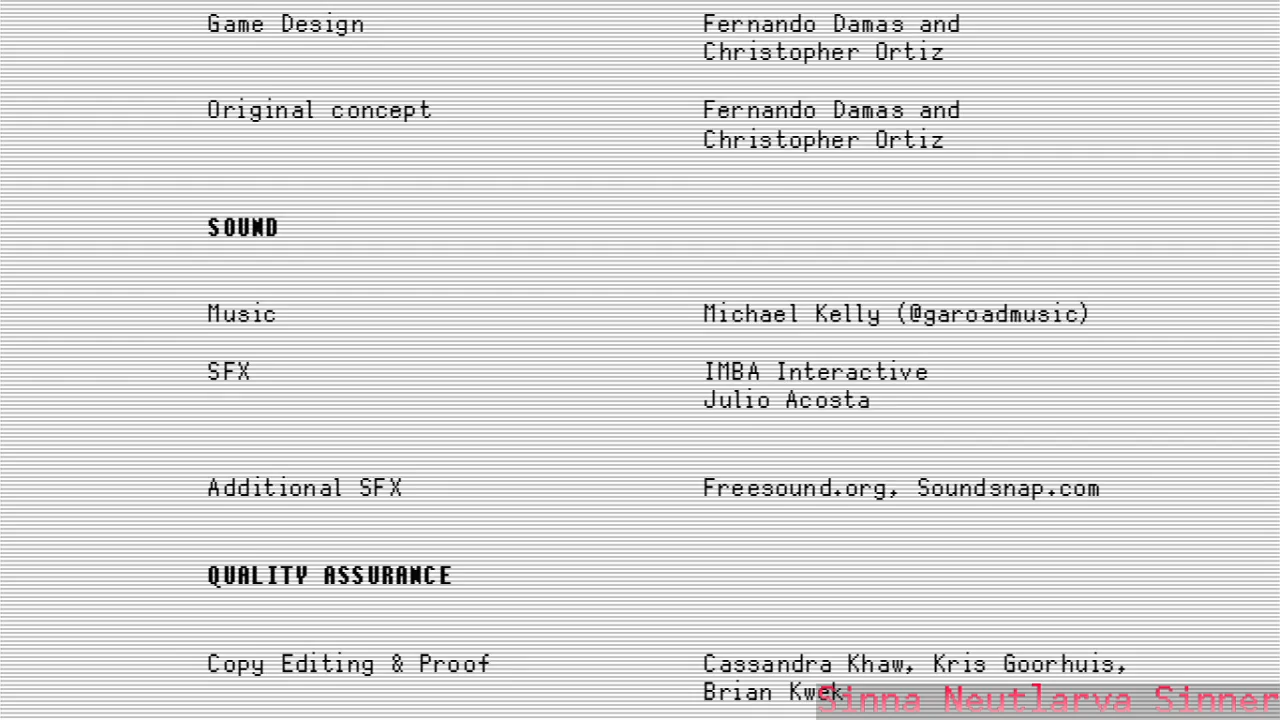 Game Design Fernando Damas and
Christopher Ortiz
Original concept Fernando Damas and
Christopher Ortiz
SOUND
Music Michael Kelly (@garoadmusic)
SFX IMBA Interactive
Julio Acosta
Additional SFX Freesound.org, Soundsnap.com
QUALITY ASSURANCE
Copy Editing & Proof Cassandra Khaw, Kris Goorhuis,
Brian Kwek
Sinna Neutlarva Sinner